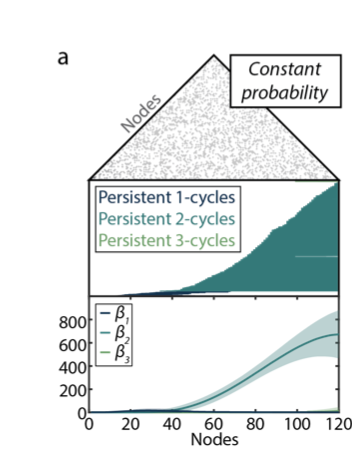 a
Constant
probability
Nodes
Persistent 1-cycles
Persistent 2-cycles
Persistent 3-cycles
β1
β2
β3
800
600
400
200
0
0 20 40 60 80 100 120
Nodes